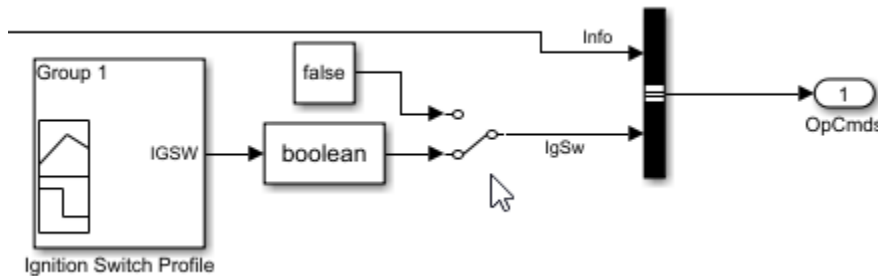 Info
Group 1
false
1
OpCmds
IGSW
boolean
IgSw
Ignition Switch Profile